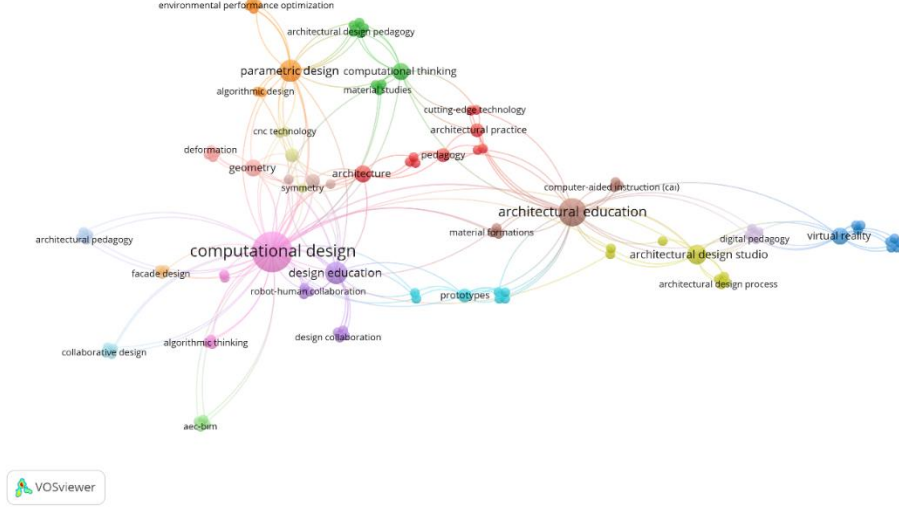 environmental performance optimization
architectural design pedagogy
parametric design
computational thinking
algorithmic design
material studies
cutting-edge technology
cnc technology
architectural practice
deformation
pedagogy
geometry
architecture
symmetry
computer-aided instruction (cai)
architectural education
material formations
architectural pedagogy
digital pedagogy
virtual reality
computational design
architectural design studio
facade design
design education
robot-human collaboration
prototypes
architectural design process
design collaboration
algorithmic thinking
collaborative design
aec-bim
VOSviewer